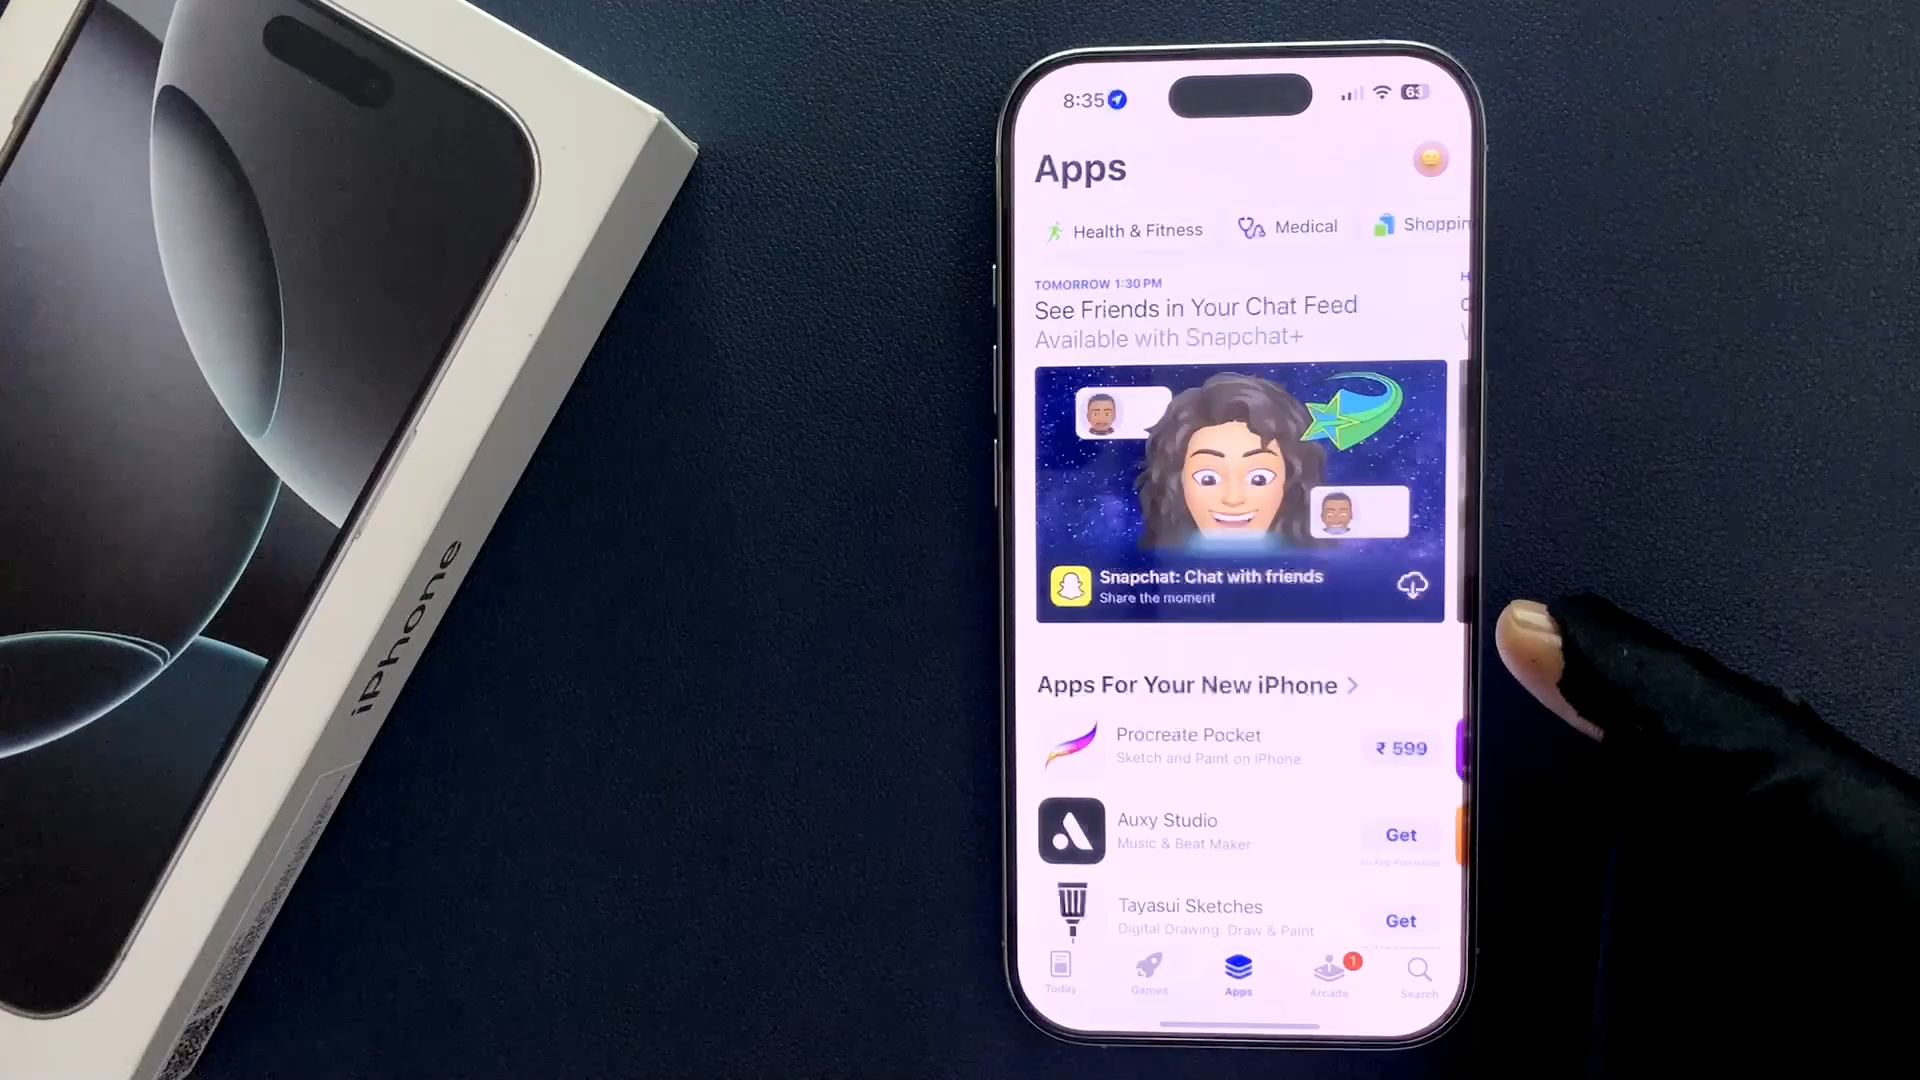 iPhone
8:35
63
Apps
Health & Fitness
Medical
Shoppin
TOMORROW 1:30 PM
See Friends in Your Chat Feed
Available with Snapchat+
Snapchat: Chat with friends
Share the moment
Apps For Your New iPhone
Procreate Pocket
Sketch and Paint on iPhone
₹ 599
Auxy Studio
Music & Beat Maker
Get
In-App Purchases
Tayasui Sketches
Digital Drawing: Draw & Paint
Get
Today
Games
Apps
Arcade
1
Search